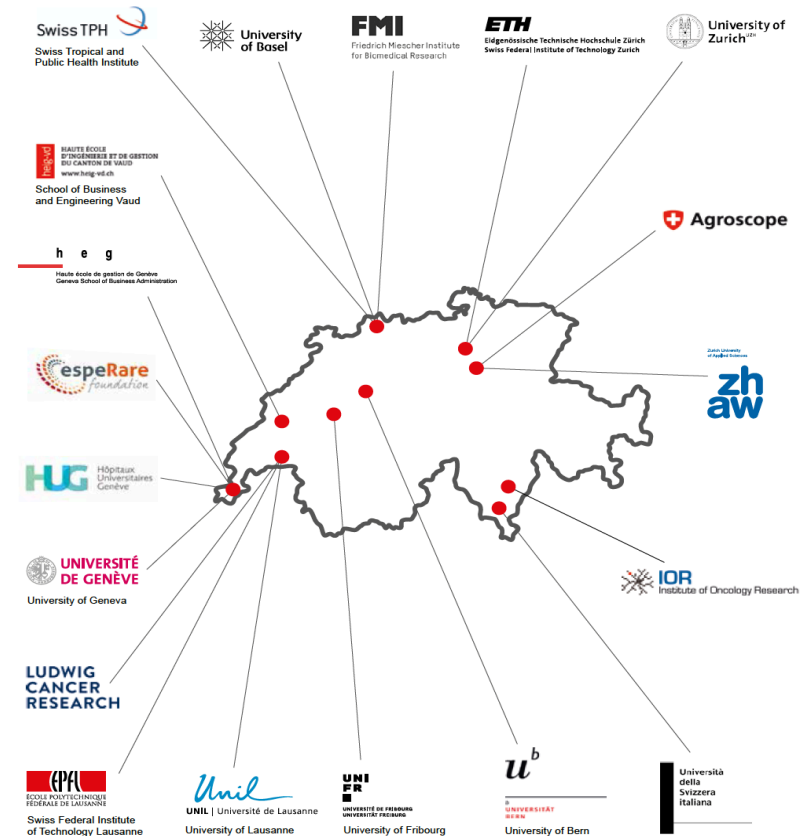 Swiss TPH
Swiss Tropical and
Public Health Institute
University
of Basel
FMI
Friedrich Miescher Institute
for Biomedical Research
ETH
Eidgenössische Technische Hochschule Zürich
Swiss Federal Institute of Technology Zurich
University of
Zurich UZH
heig-vd
HAUTE ÉCOLE
D'INGÉNIERIE ET DE GESTION
DU CANTON DE VAUD
www.heig-vd.ch
School of Business
and Engineering Vaud
Agroscope
h e g
Haute école de gestion de Genève
Geneva School of Business Administration
espeRare
foundation
Zurich University
of Applied Sciences
zh
aw
HUG
Hôpitaux
Universitaires
Genève
UNIVERSITÉ
DE GENÈVE
University of Geneva
IOR
Institute of Oncology Research
LUDWIG
CANCER
RESEARCH
EPFL
ÉCOLE POLYTECHNIQUE
FÉDÉRALE DE LAUSANNE
Swiss Federal Institute
of Technology Lausanne
Unil
UNIL | Université de Lausanne
University of Lausanne
UNI
FR
UNIVERSITÉ DE FRIBOURG
UNIVERSITÄT FREIBURG
University of Fribourg
u b
b
UNIVERSITÄT
BERN
University of Bern
Università
della
Svizzera
italiana